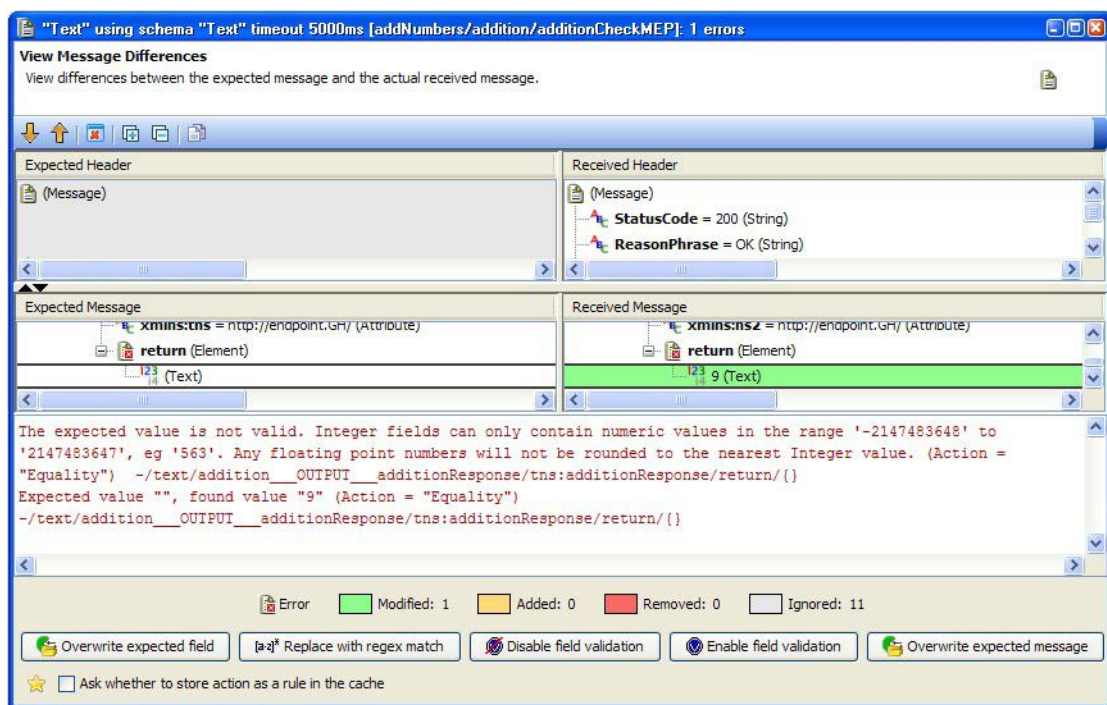 "Text" using schema "Text" timeout 5000ms [addNumbers/addition/additionCheckMEP]: 1 errors
View Message Differences
View differences between the expected message and the actual received message.
Expected Header
Received Header
(Message)
(Message)
StatusCode = 200 (String)
ReasonPhrase = OK (String)
Expected Message
Received Message
xmlns:tns = http://endpoint.GH/ (Attribute)
xmlns:ns2 = http://endpoint.GH/ (Attribute)
return (Element)
return (Element)
(Text)
9 (Text)
The expected value is not valid. Integer fields can only contain numeric values in the range '-2147483648' to
'2147483647', eg '563'. Any floating point numbers will not be rounded to the nearest Integer value. (Action =
"Equality") -/text/addition___OUTPUT___additionResponse/tns:additionResponse/return/{}
Expected value "", found value "9" (Action = "Equality")
-/text/addition___OUTPUT___additionResponse/tns:additionResponse/return/{}
Error Modified: 1 Added: 0 Removed: 0 Ignored: 11
Overwrite expected field [a-z]* Replace with regex match Disable field validation Enable field validation Overwrite expected message
Ask whether to store action as a rule in the cache